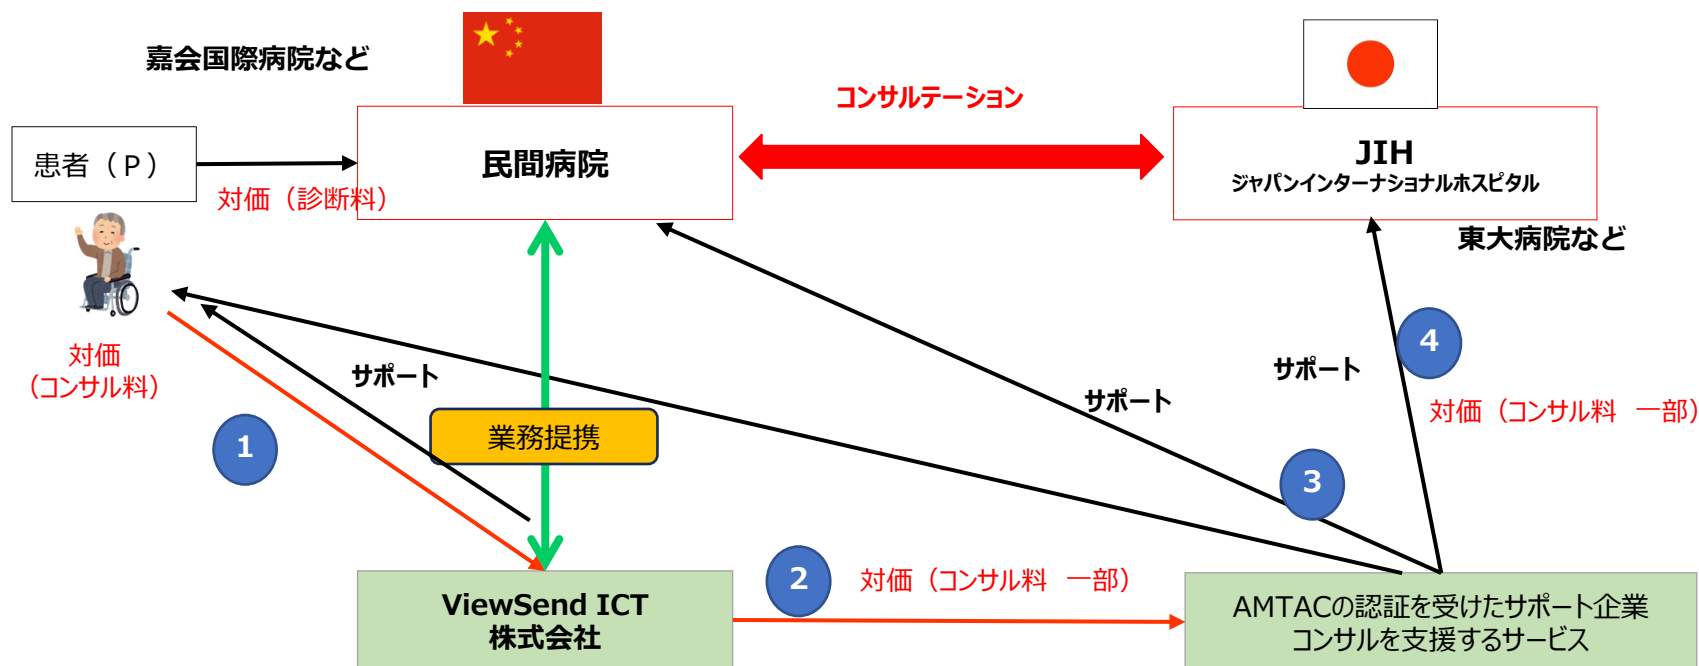 嘉会国際病院など
コンサルテーション
患者（P）
民間病院
JIH
ジャパンインターナショナルホスピタル
対価（診断料）
東大病院など
対価
（コンサル料）
サポート
サポート
サポート
4
対価（コンサル料　一部）
1
業務提携
3
2
対価（コンサル料　一部）
ViewSend ICT
株式会社
AMTACの認証を受けたサポート企業
コンサルを支援するサービス